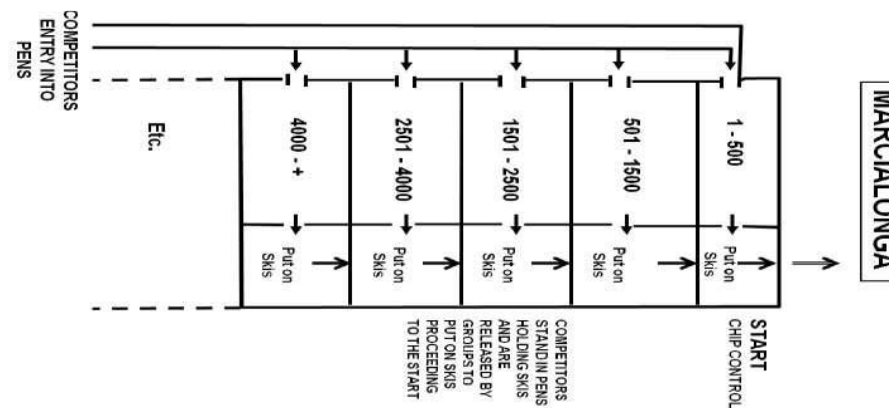 MARCIALONGA
START
CHIP CONTROL
1 - 500
Put on
Skis
501 - 1500
Put on
Skis
1501 - 2500
Put on
Skis
2501 - 4000
Put on
Skis
4000 - +
Put on
Skis
Etc.
COMPETITORS
ENTRY INTO
PENS
COMPETITORS
STAND IN PENS
HOLDING SKIS
AND ARE
RELEASED BY
GROUPS TO
PUT ON SKIS
PROCEEDING
TO THE START